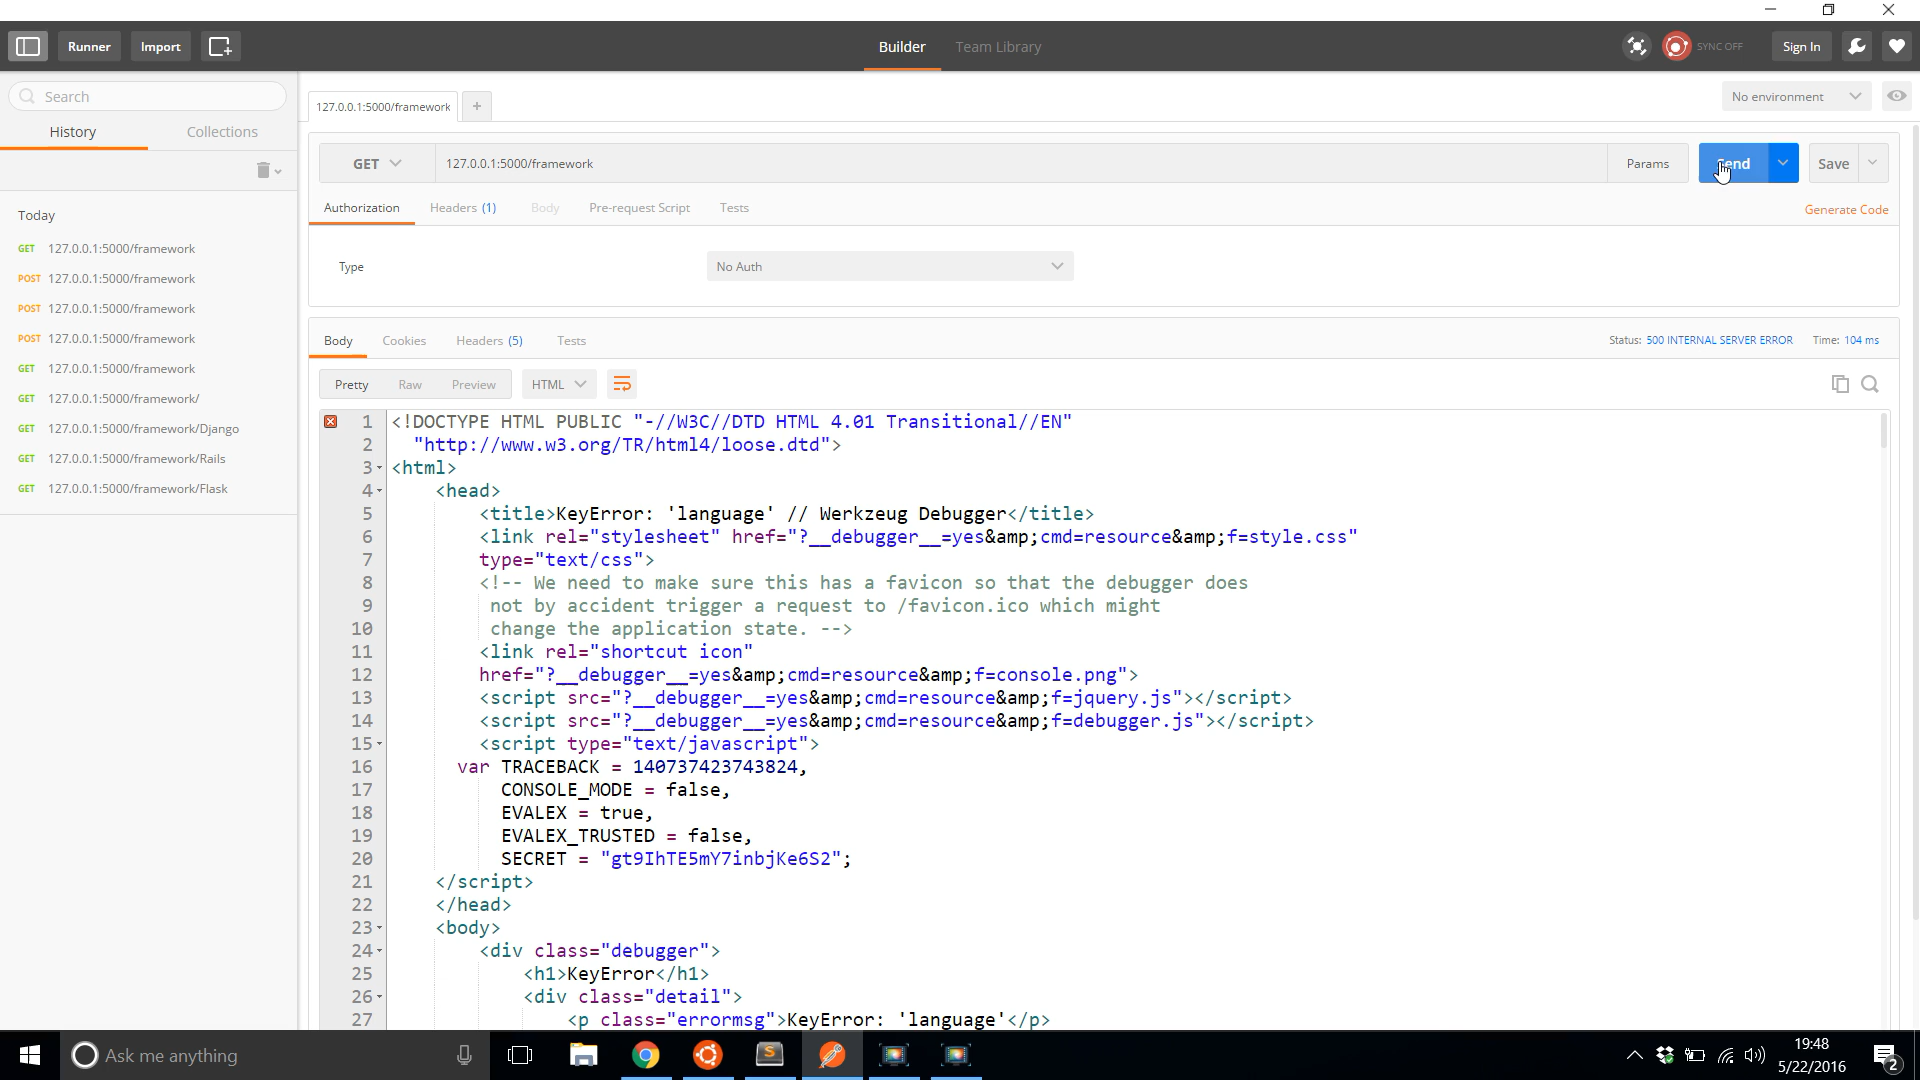 Runner
Import
Builder
Team Library
SYNC OFF
Sign In
Search
History
Collections
Today
GET 127.0.0.1:5000/framework
POST 127.0.0.1:5000/framework
POST 127.0.0.1:5000/framework
POST 127.0.0.1:5000/framework
GET 127.0.0.1:5000/framework
GET 127.0.0.1:5000/framework/
GET 127.0.0.1:5000/framework/Django
GET 127.0.0.1:5000/framework/Rails
GET 127.0.0.1:5000/framework/Flask
127.0.0.1:5000/framework
+
No environment
GET
127.0.0.1:5000/framework
Params
Send
Save
Authorization
Headers (1)
Body
Pre-request Script
Tests
Generate Code
Type
No Auth
Body
Cookies
Headers (5)
Tests
Status: 500 INTERNAL SERVER ERROR
Time: 104 ms
Pretty
Raw
Preview
HTML
1 <!DOCTYPE HTML PUBLIC "-//W3C//DTD HTML 4.01 Transitional//EN"
2 "http://www.w3.org/TR/html4/loose.dtd">
3 <html>
4 <head>
5 <title>KeyError: 'language' // Werkzeug Debugger</title>
6 <link rel="stylesheet" href="?__debugger__=yes&amp;cmd=resource&amp;f=style.css"
7 type="text/css">
8 <!-- We need to make sure this has a favicon so that the debugger does
9 not by accident trigger a request to /favicon.ico which might
10 change the application state. -->
11 <link rel="shortcut icon"
12 href="?__debugger__=yes&amp;cmd=resource&amp;f=console.png">
13 <script src="?__debugger__=yes&amp;cmd=resource&amp;f=jquery.js"></script>
14 <script src="?__debugger__=yes&amp;cmd=resource&amp;f=debugger.js"></script>
15 <script type="text/javascript">
16 var TRACEBACK = 140737423743824,
17 CONSOLE_MODE = false,
18 EVALEX = true,
19 EVALEX_TRUSTED = false,
20 SECRET = "gt9IhTE5mY7inbjKe6S2";
21 </script>
22 </head>
23 <body>
24 <div class="debugger">
25 <h1>KeyError</h1>
26 <div class="detail">
27 <p class="errormsg">KeyError: 'language'</p>
Ask me anything
19:48
5/22/2016
2